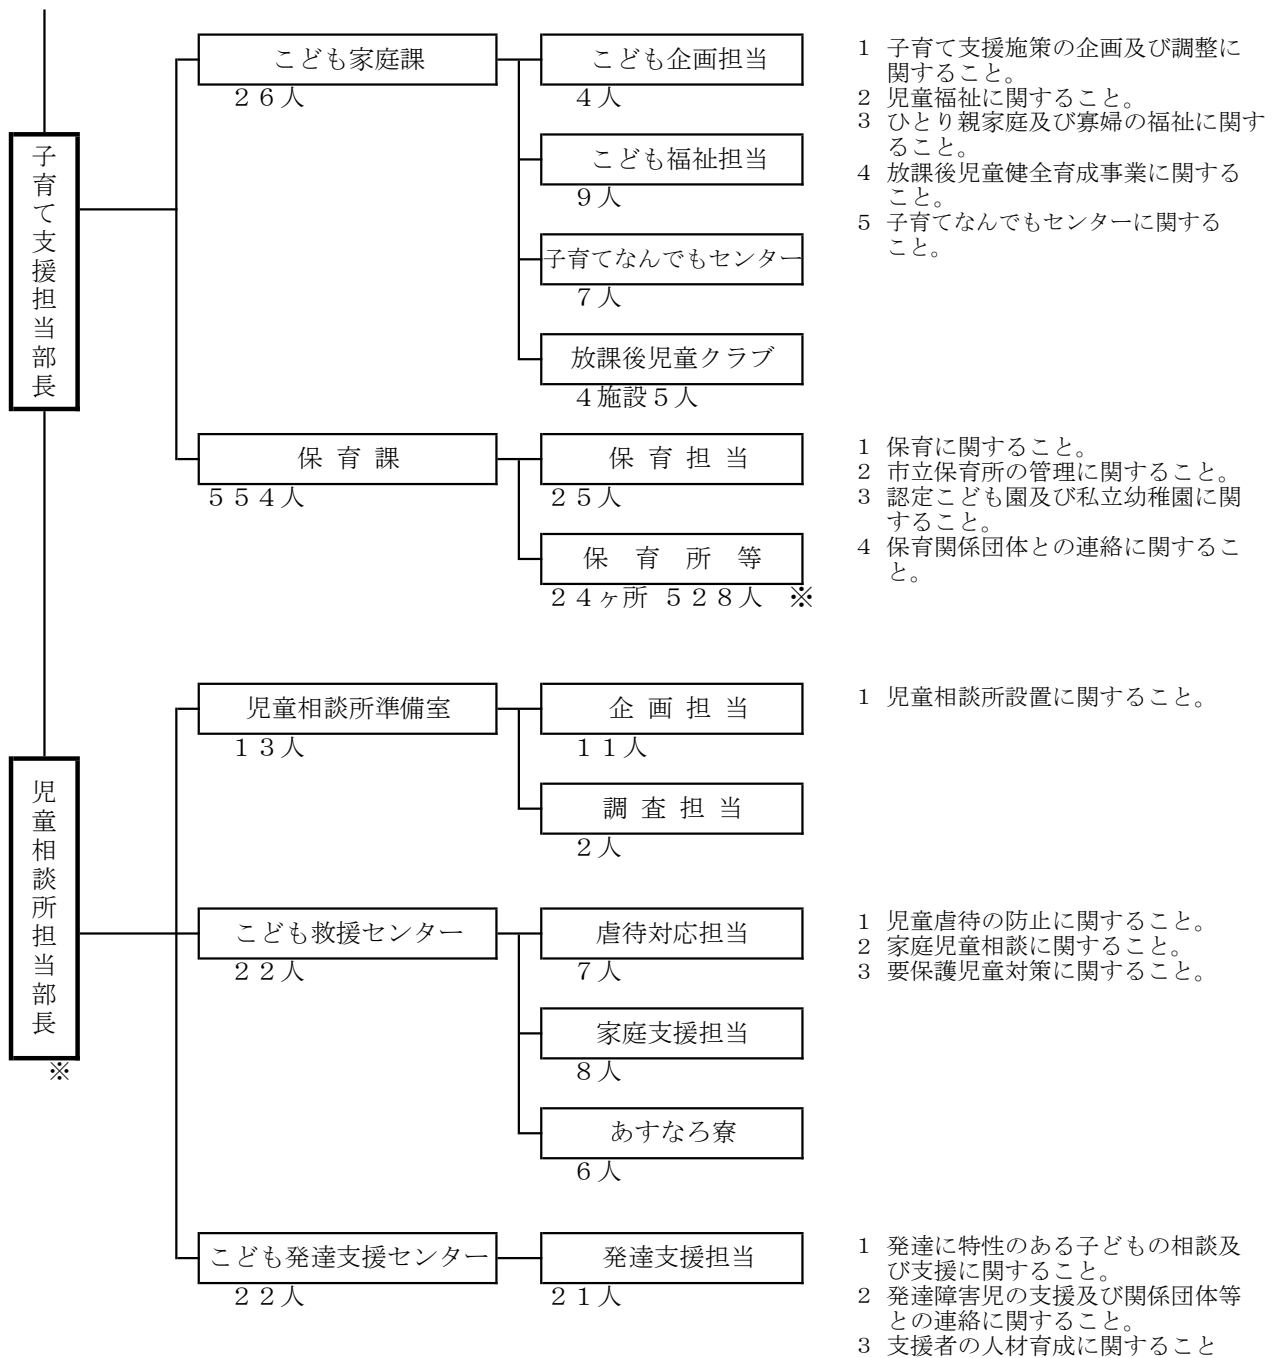 子育て支援担当部長
こども家庭課
２６人
こども企画担当
４人
こども福祉担当
９人
子育てなんでもセンター
７人
放課後児童クラブ
４施設５人
1 子育て支援施策の企画及び調整に
関すること。
2 児童福祉に関すること。
3 ひとり親家庭及び寡婦の福祉に関す
ること。
4 放課後児童健全育成事業に関する
こと。
5 子育てなんでもセンターに関する
こと。
保 育 課
５５４人
保 育 担 当
２５人
保 育 所 等
２４ヶ所 ５２８人 ※
1 保育に関すること。
2 市立保育所の管理に関すること。
3 認定こども園及び私立幼稚園に関
すること。
4 保育関係団体との連絡に関するこ
と。
児童相談所担当部長
※
児童相談所準備室
１３人
企 画 担 当
１１人
調 査 担 当
２人
1 児童相談所設置に関すること。
こども救援センター
２２人
虐待対応担当
７人
家庭支援担当
８人
あすなろ寮
６人
1 児童虐待の防止に関すること。
2 家庭児童相談に関すること。
3 要保護児童対策に関すること。
こども発達支援センター
２２人
発達支援担当
２１人
1 発達に特性のある子どもの相談及
び支援に関すること。
2 発達障害児の支援及び関係団体等
との連絡に関すること。
3 支援者の人材育成に関すること